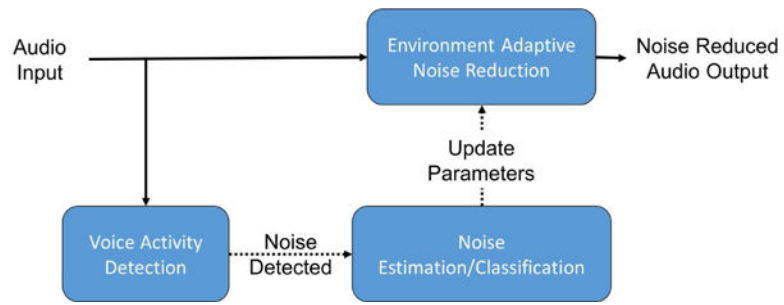 Audio
Input
Environment Adaptive
Noise Reduction
Noise Reduced
Audio Output
Update
Parameters
Voice Activity
Detection
Noise
Detected
Noise
Estimation/Classification